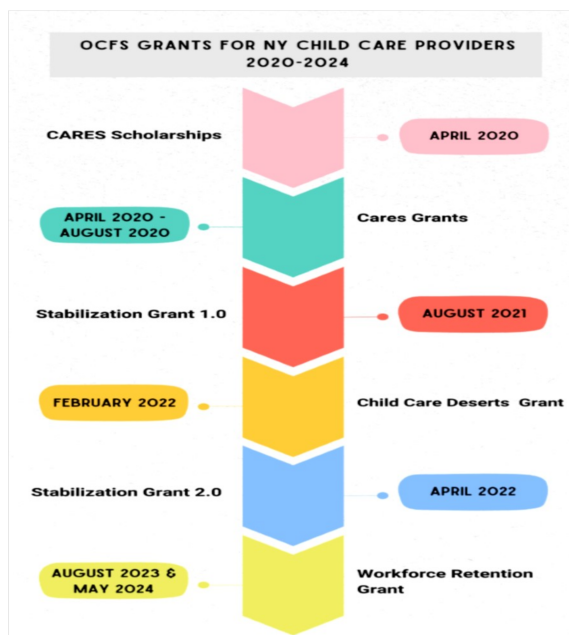 OCFS GRANTS FOR NY CHILD CARE PROVIDERS
2020-2024
CARES Scholarships
APRIL 2020
APRIL 2020 -
AUGUST 2020
Cares Grants
Stabilization Grant 1.0
AUGUST 2021
FEBRUARY 2022
Child Care Deserts Grant
Stabilization Grant 2.0
APRIL 2022
AUGUST 2023 &
MAY 2024
Workforce Retention
Grant